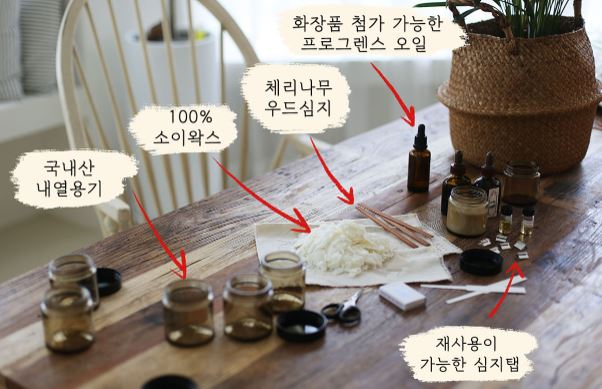 화장품 첨가 가능한
프로그렌스 오일
체리나무
우드심지
100%
소이왁스
국내산
내열용기
재사용이
가능한 심지탭